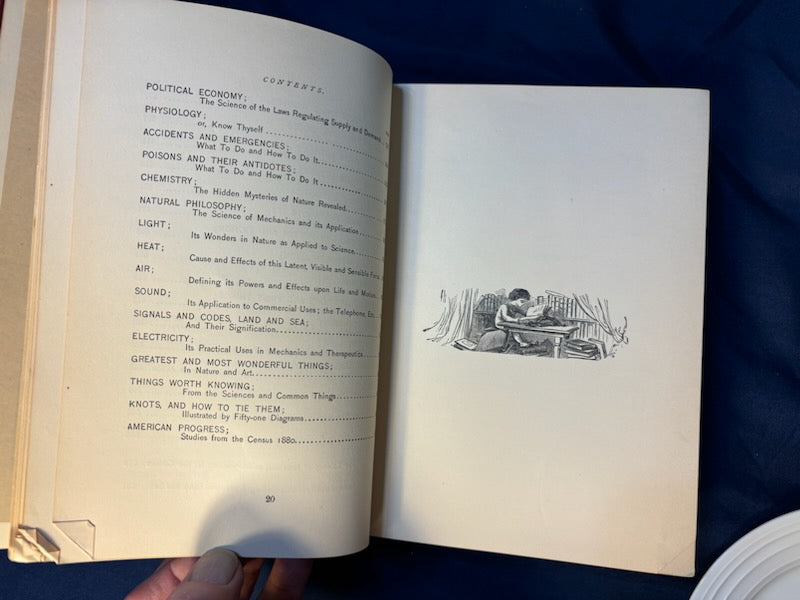 CONTENTS.
POLITICAL ECONOMY;
The Science of the Laws Regulating Supply and Demand
PHYSIOLOGY;
or, Know Thyself
ACCIDENTS AND EMERGENCIES;
What To Do and How To Do It
POISONS AND THEIR ANTIDOTES;
What To Do and How To Do It
CHEMISTRY;
The Hidden Mysteries of Nature Revealed
NATURAL PHILOSOPHY;
The Science of Mechanics and its Application
LIGHT;
Its Wonders in Nature as Applied to Science
HEAT;
Cause and Effects of this Latent, Visible and Sensible Force
AIR;
Defining its Powers and Effects upon Life and Motion
SOUND;
Its Application to Commercial Uses; the Telephone, Etc.
SIGNALS AND CODES, LAND AND SEA;
And Their Signification
ELECTRICITY;
Its Practical Uses in Mechanics and Therapeutics
GREATEST AND MOST WONDERFUL THINGS;
In Nature and Art
THINGS WORTH KNOWING;
From the Sciences and Common Things
KNOTS, AND HOW TO TIE THEM;
Illustrated by Fifty-one Diagrams
AMERICAN PROGRESS;
Studies from the Census 1880
20